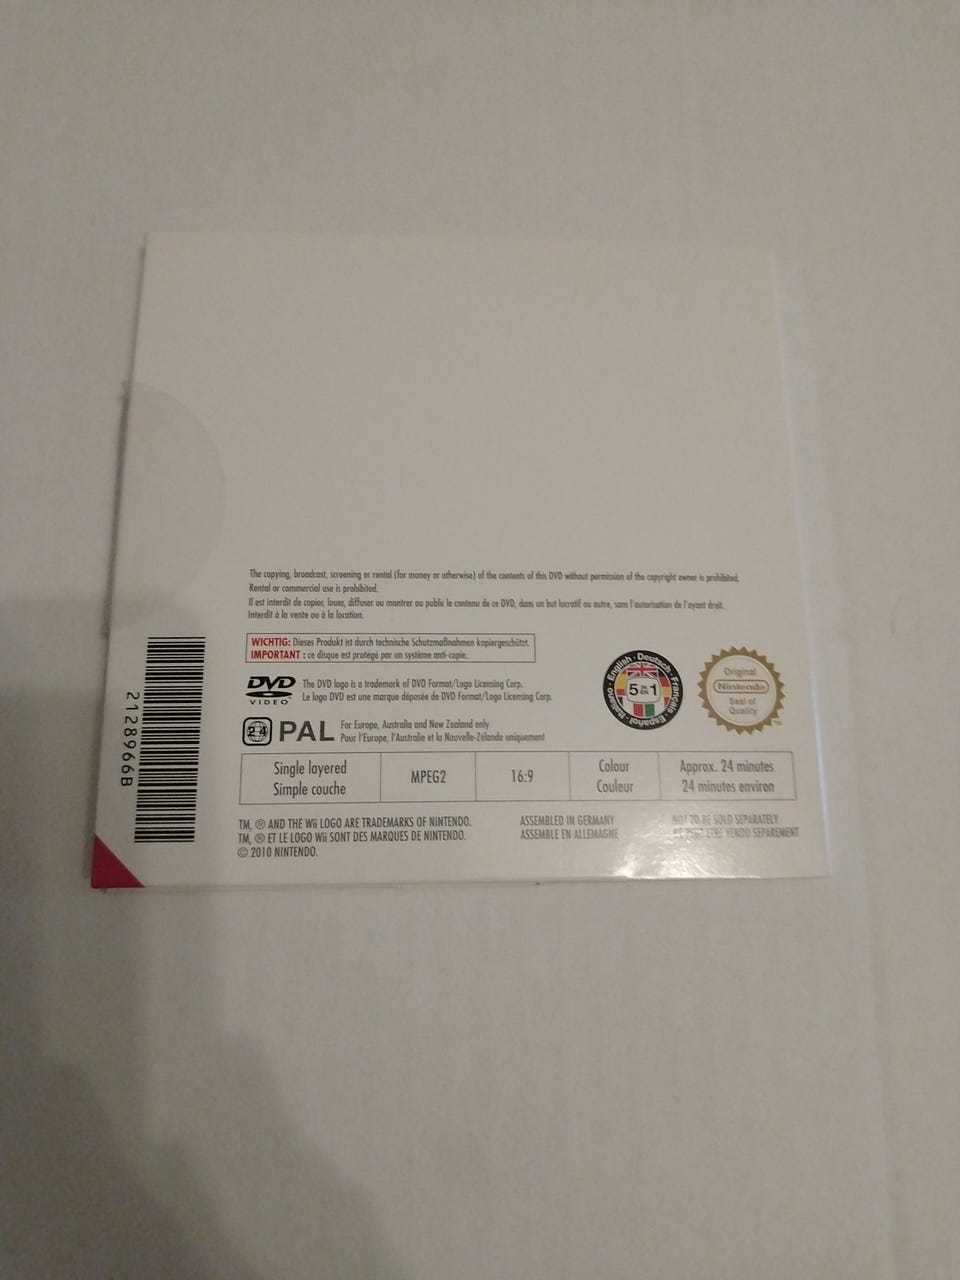 The copying, broadcast, screening or rental (for money or otherwise) of the contents of this DVD without permission of the copyright owner is prohibited.
Rental or commercial use is prohibited.
Il est interdit de copier, louer, diffuser ou montrer au public le contenu de ce DVD, dans un but lucratif ou autre, sans l'autorisation de l'ayant droit.
Interdit à la vente ou à la location.
WICHTIG: Dieses Produkt ist durch technische Schutzmaßnahmen kopiergeschützt.
IMPORTANT : ce disque est protégé par un système anti-copie.
DVD
VIDEO
The DVD logo is a trademark of DVD Format/Logo Licensing Corp.
Le logo DVD est une marque déposée de DVD Format/Logo Licensing Corp.
2 4
PAL
For Europe, Australia and New Zealand only
Pour l'Europe, l'Australie et la Nouvelle-Zélande uniquement
English · Deutsch · Français · Español · Italiano
5 IN 1
Original
Nintendo
Seal of
Quality
TM
Single layered
Simple couche
MPEG2
16:9
Colour
Couleur
Approx. 24 minutes
24 minutes environ
TM, ® AND THE Wii LOGO ARE TRADEMARKS OF NINTENDO.
TM, ® ET LE LOGO Wii SONT DES MARQUES DE NINTENDO.
© 2010 NINTENDO.
ASSEMBLED IN GERMANY
ASSEMBLE EN ALLEMAGNE
NOT TO BE SOLD SEPARATELY
NE PEUT ETRE VENDU SEPAREMENT
2128966B